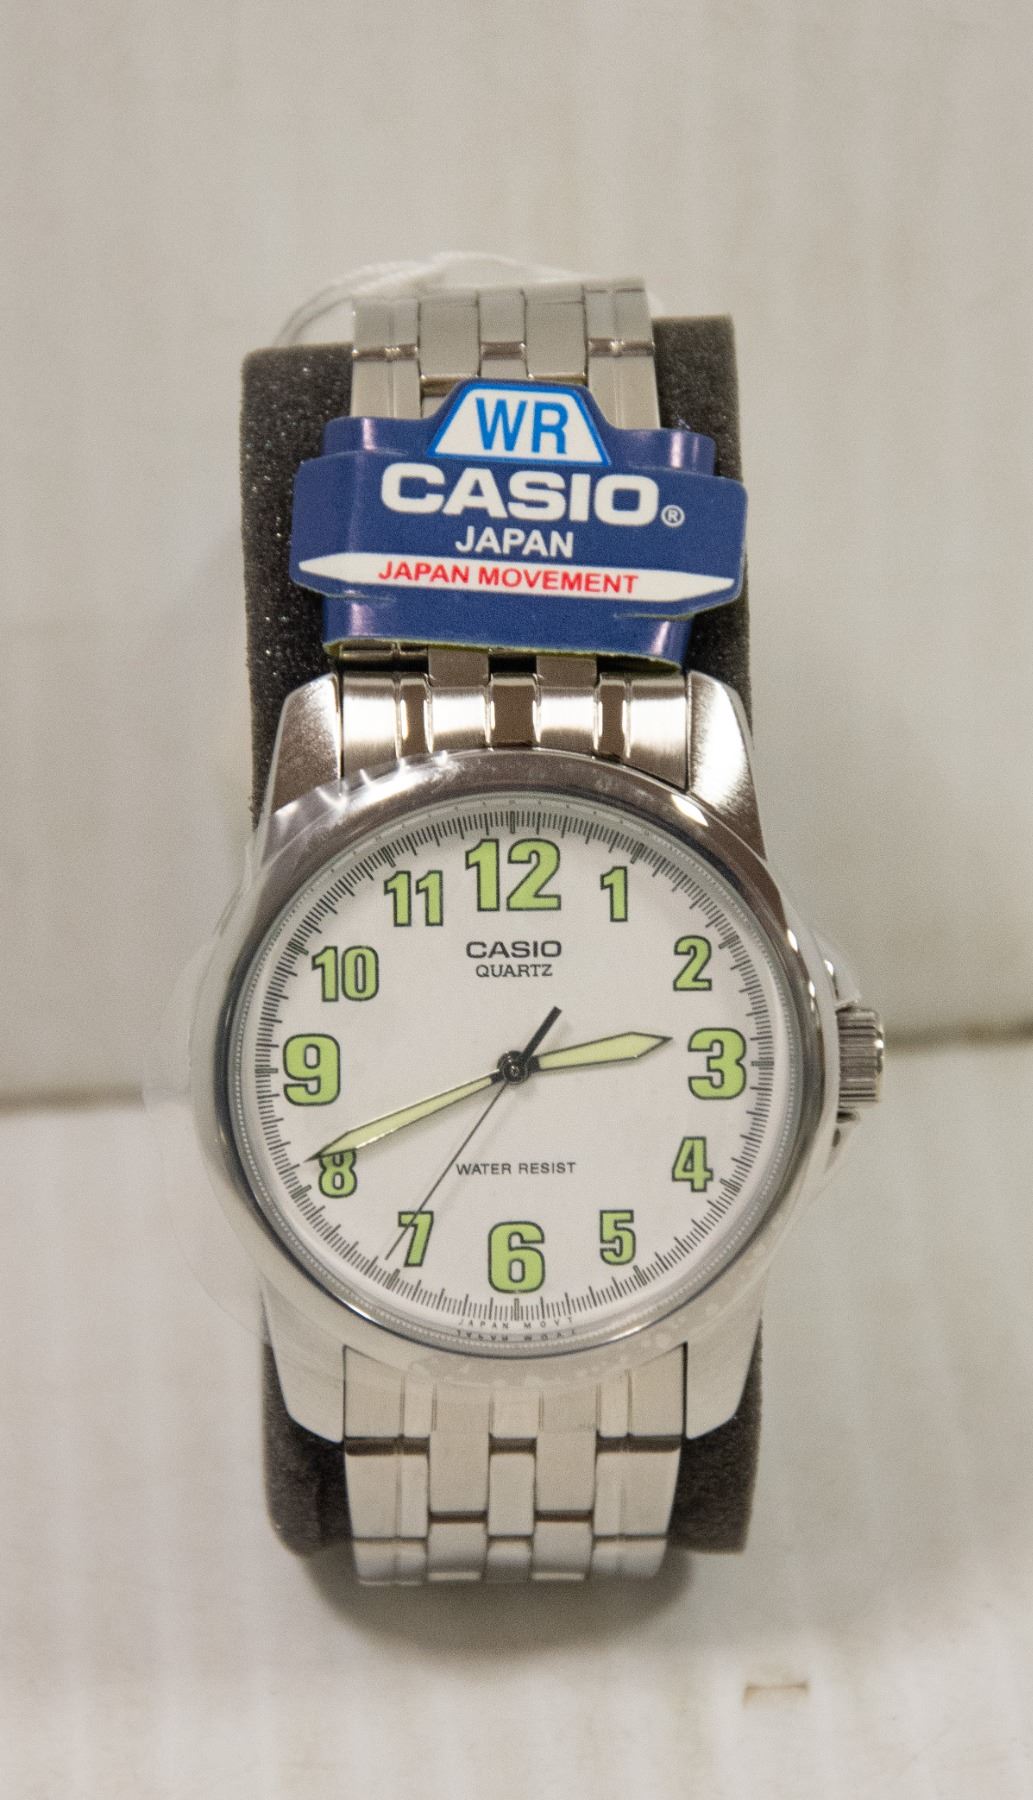 WR
CASIO®
JAPAN
JAPAN MOVEMENT
12
11 1
10 2
CASIO
QUARTZ
9 3
8 4
WATER RESIST
7 5
6
JAPAN MOVT